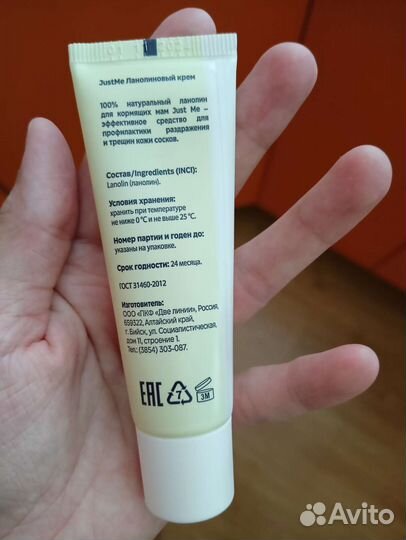 JustMe Ланолиновый крем
100% натуральный ланолин
для кормящих мам Just Me –
эффективное средство для
профилактики раздражения
и трещин кожи сосков.
Состав/Ingredients (INCI):
Lanolin (ланолин).
Условия хранения:
хранить при температуре
не ниже 0°С и не выше 25°С.
Номер партии и годен до:
указаны на упаковке.
Срок годности: 24 месяца.
ГОСТ 31460-2012
Изготовитель:
ООО «ПКФ «Две линии», Россия,
659322, Алтайский край,
г. Бийск, ул. Социалистическая,
дом 11, строение 1.
Тел.: (3854) 303-087.
EAC 7 3M
Avito